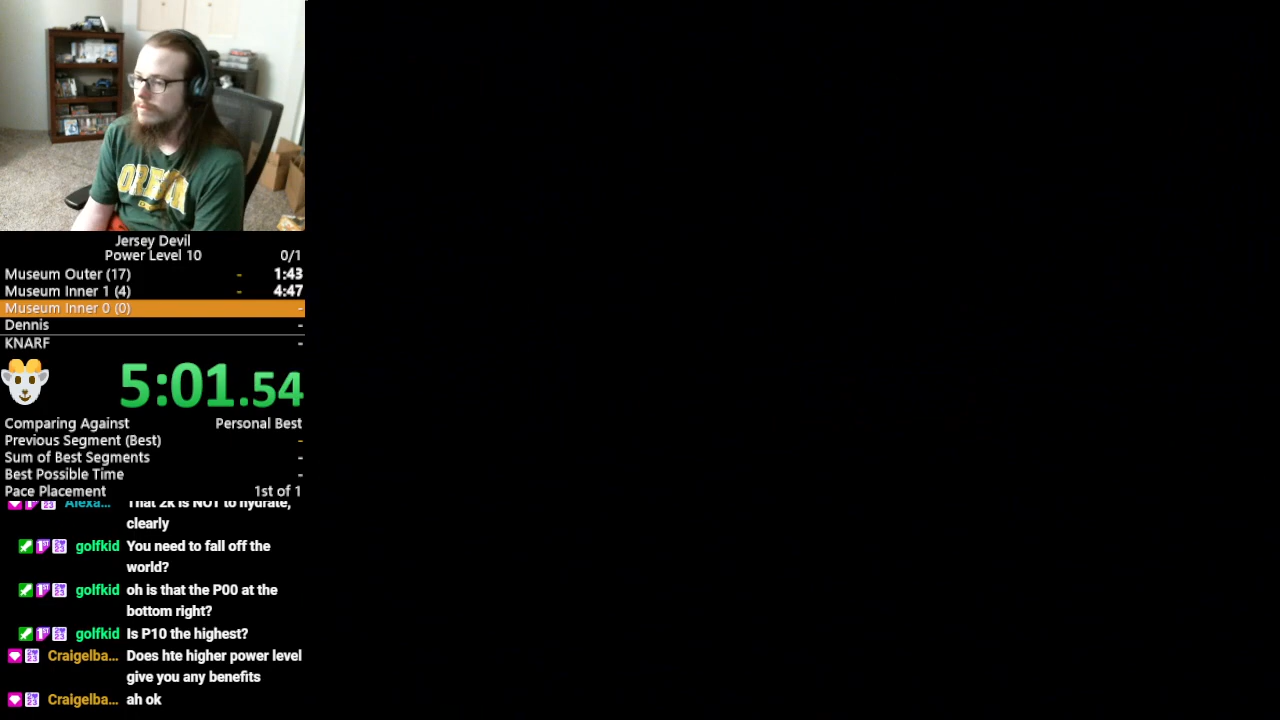 Jersey Devil
Power Level 10 0/1
Museum Outer (17) - 1:43
Museum Inner 1 (4) - 4:47
Museum Inner 0 (0) -
Dennis -
KNARF -
5:01.54
Comparing Against Personal Best
Previous Segment (Best) -
Sum of Best Segments -
Best Possible Time -
Pace Placement 1st of 1
Alexa... That 2k is NOT to hydrate,
clearly
golfkid You need to fall off the
world?
golfkid oh is that the P00 at the
bottom right?
golfkid Is P10 the highest?
Craigelba... Does hte higher power level
give you any benefits
Craigelba... ah ok